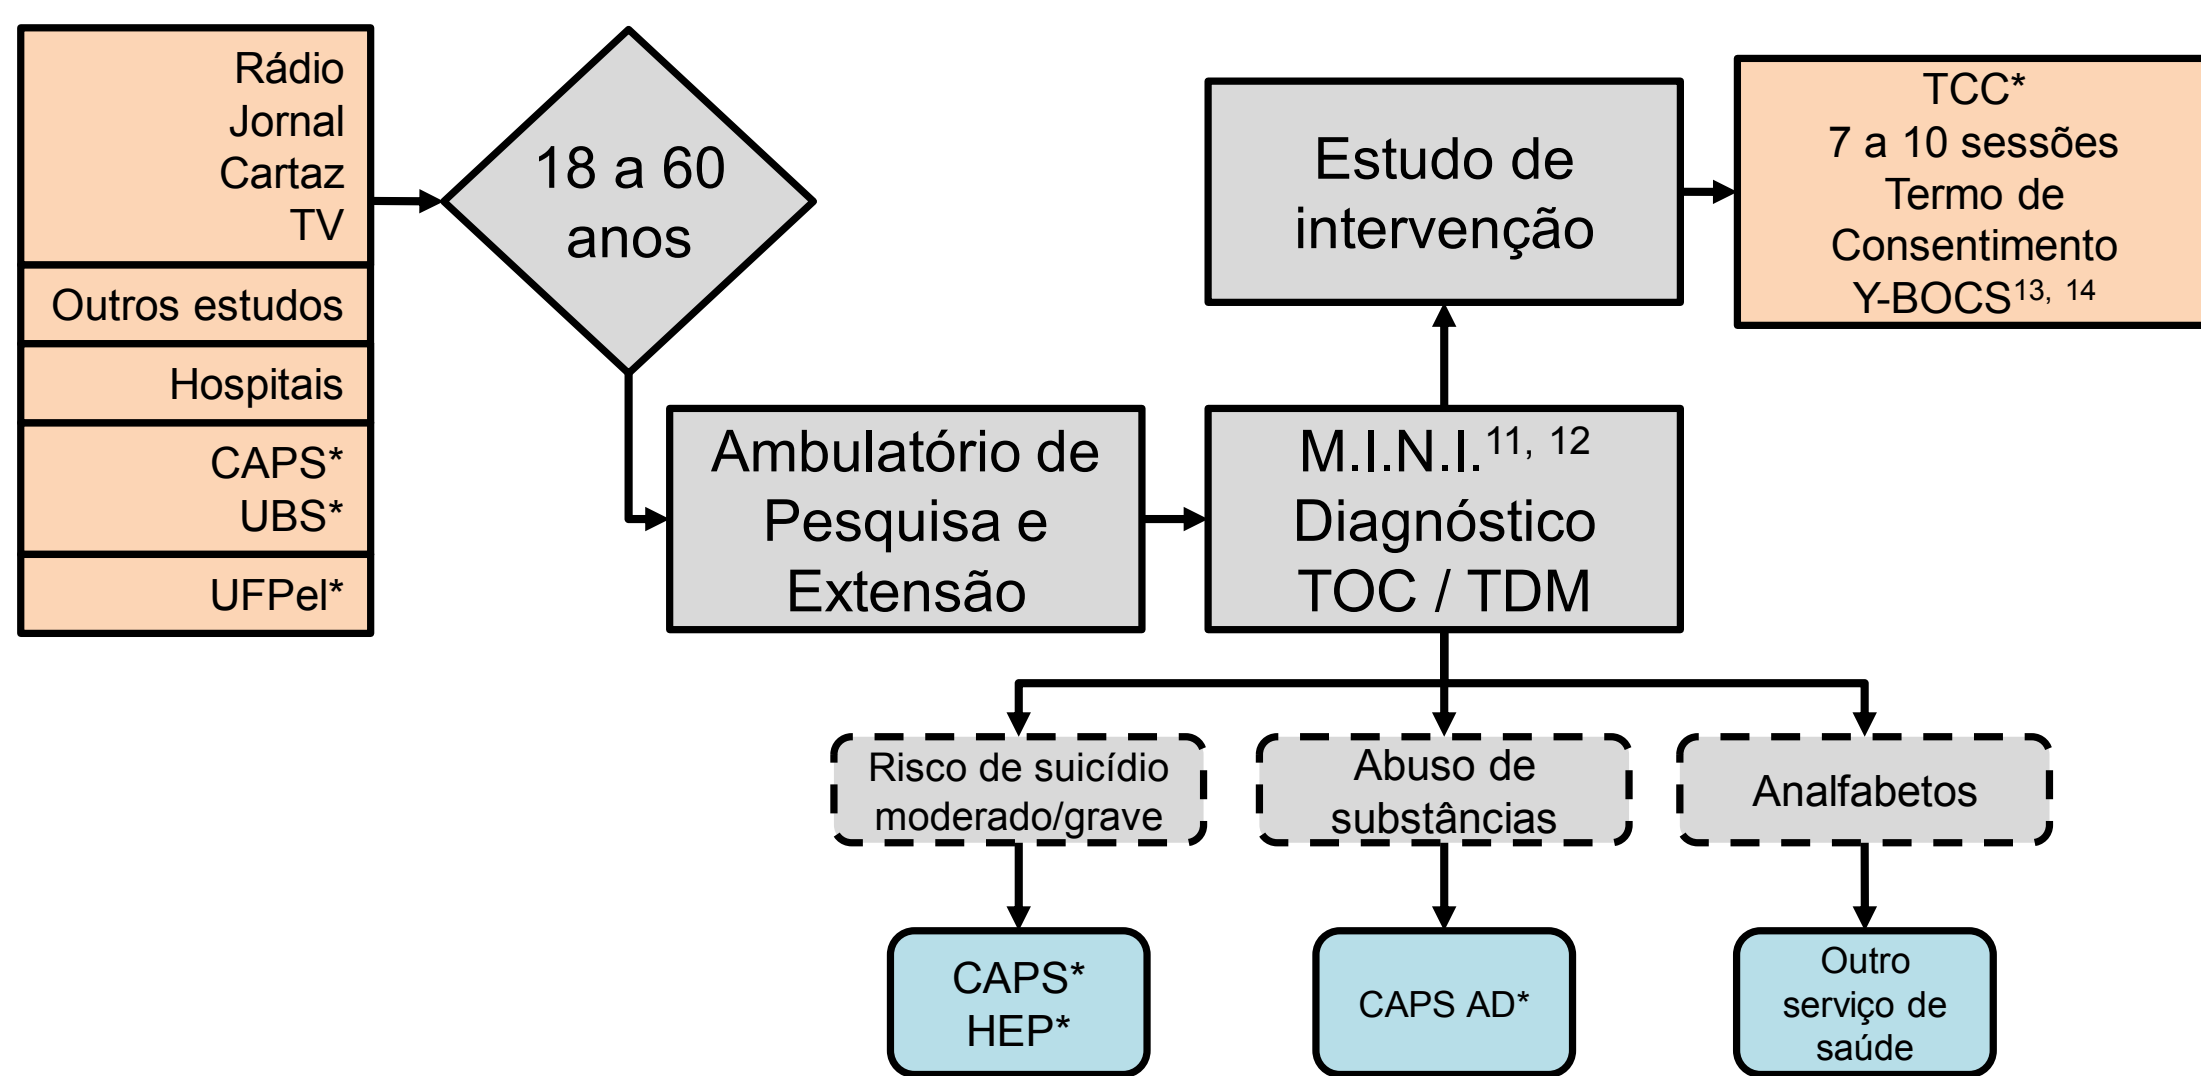 Rádio
Jornal
Cartaz
TV
Outros estudos
Hospitais
CAPS*
UBS*
UFPel*
18 a 60
anos
Ambulatório de
Pesquisa e
Extensão
M.I.N.I.11, 12
Diagnóstico
TOC / TDM
Estudo de
intervenção
TCC*
7 a 10 sessões
Termo de
Consentimento
Y-BOCS13, 14
Risco de suicídio
moderado/grave
Abuso de
substâncias
Analfabetos
CAPS*
HEP*
CAPS AD*
Outro
serviço de
saúde